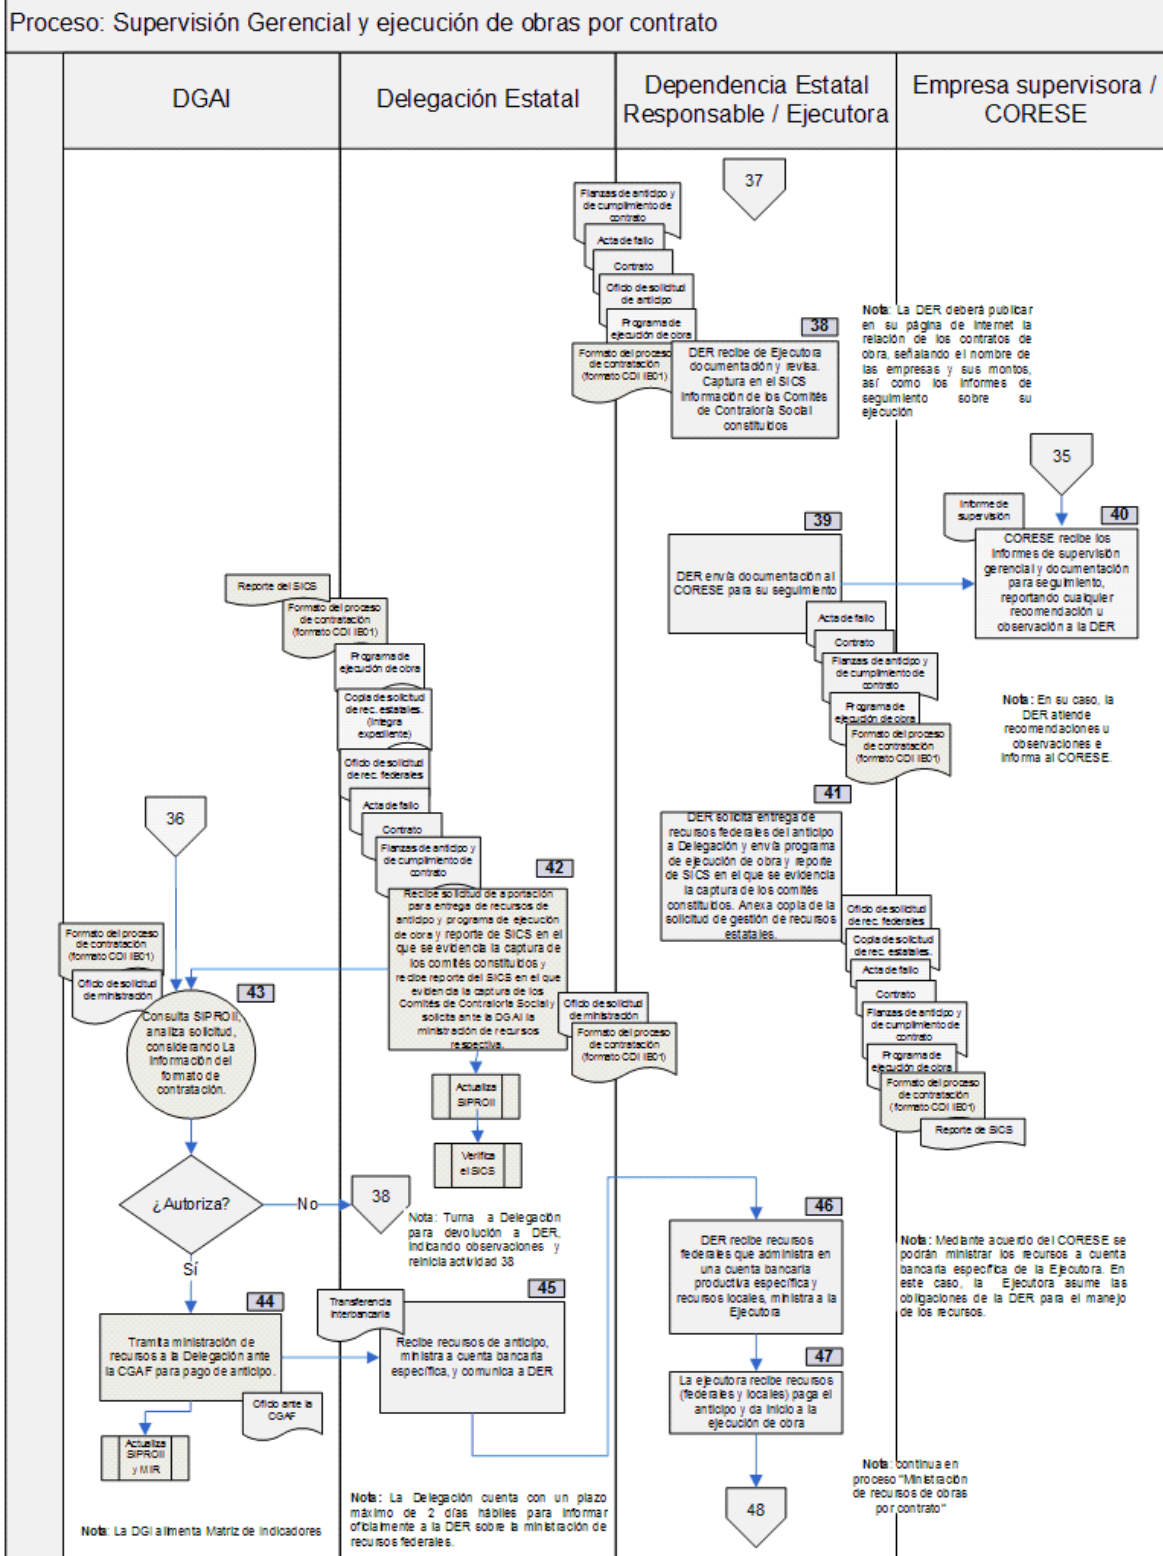 Proceso: Supervisión Gerencial y ejecución de obras por contrato
DGAI
Delegación Estatal
Dependencia Estatal
Responsable / Ejecutora
Empresa supervisora /
CORESE
37
Fianzas de anticipo y
de cumplimiento de
contrato
Acta de fallo
Contrato
Oficio de solicitud
de anticipo
Programa de
ejecución de obra
Formato del proceso
de contratación
(formato CDI IB01)
38
DER recibe de Ejecutora
documentación y revisa.
Captura en el SICS
información de los Comités
de Contraloría Social
constituidos
Nota: La DER deberá publicar
en su página de internet la
relación de los contratos de
obra, señalando el nombre de
las empresas y sus montos,
así como los informes de
seguimiento sobre su
ejecución
35
Informe de
supervisión
40
CORESE recibe los
informes de supervisión
gerencial y documentación
para seguimiento,
reportando cualquier
recomendación u
observación a la DER
39
DER envía documentación al
CORESE para su seguimiento
Acta de fallo
Contrato
Fianzas de anticipo y
de cumplimiento de
contrato
Programa de
ejecución de obra
Formato del proceso
de contratación
(formato CDI IB01)
Nota: En su caso, la
DER atiende
recomendaciones u
observaciones e
informa al CORESE.
Reporte del SICS
Formato del proceso
de contratación
(formato CDI IB01)
Programa de
ejecución de obra
Copia de solicitud
de rec. estatales.
(Integra
expediente)
Oficio de solicitud
de rec. federales
Acta de fallo
Contrato
Fianzas de anticipo y
de cumplimiento de
contrato
41
DER solicita entrega de
recursos federales del anticipo
a Delegación y envía programa
de ejecución de obra y reporte
de SICS en el que se evidencia
la captura de los comités
constituidos. Anexa copia de la
solicitud de gestión de recursos
estatales.
Oficio de solicitud
de rec. federales
Copia de solicitud
de rec. estatales.
Acta de fallo
Contrato
Fianzas de anticipo y
de cumplimiento de
contrato
Programa de
ejecución de obra
Formato del proceso
de contratación
(formato CDI IB01)
Reporte de SICS
42
Recibe solicitud de aportación
para entrega de recursos de
anticipo y programa de ejecución
de obra y reporte de SICS en el
que se evidencia la captura de
los comités constituidos y
recibe reporte del SICS en el que
evidencia la captura de los
Comités de Contraloría Social y
solicita ante la DGAI la
ministración de recursos
respectiva.
Oficio de solicitud
de ministración
Formato del proceso
de contratación
(formato CDI IB01)
Actualiza
SIPROII
Verifica
el SICS
36
Formato del proceso
de contratación
(formato CDI IB01)
Oficio de solicitud
de ministración
43
Consulta SIPROII,
analiza solicitud,
considerando La
información del
formato de
contratación.
¿Autoriza?
No
38
Nota: Turna a Delegación
para devolución a DER,
indicando observaciones y
reinicia actividad 38
Sí
44
Tramita ministración de
recursos a la Delegación ante
la CGAF para pago de anticipo.
Oficio ante la
CGAF
Actualiza
SIPROII
y MIR
Nota: La DGI alimenta Matriz de Indicadores
Transferencia
Interbancaria
45
Recibe recursos de anticipo,
ministra a cuenta bancaria
específica, y comunica a DER
Nota: La Delegación cuenta con un plazo
máximo de 2 días hábiles para informar
oficialmente a la DER sobre la ministración de
recursos federales.
46
DER recibe recursos
federales que administra en
una cuenta bancaria
productiva específica y
recursos locales, ministra a la
Ejecutora
Nota: Mediante acuerdo del CORESE se
podrán ministrar los recursos a cuenta
bancaria específica de la Ejecutora. En
este caso, la Ejecutora asume las
obligaciones de la DER para el manejo
de los recursos.
47
La ejecutora recibe recursos
(federales y locales) paga el
anticipo y da inicio a la
ejecución de obra
48
Nota: continua en
proceso "Ministración
de recursos de obras
por contrato"